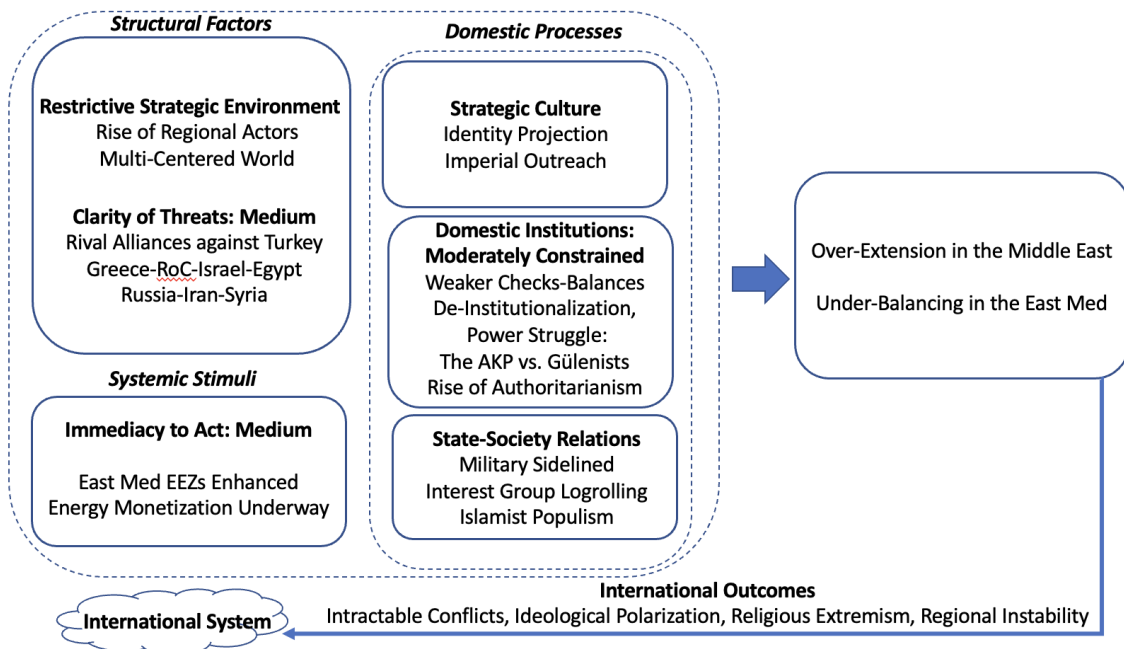 Structural Factors
Restrictive Strategic Environment
Rise of Regional Actors
Multi-Centered World
Clarity of Threats: Medium
Rival Alliances against Turkey
Greece-RoC-Israel-Egypt
Russia-Iran-Syria
Systemic Stimuli
Immediacy to Act: Medium
East Med EEZs Enhanced
Energy Monetization Underway
Domestic Processes
Strategic Culture
Identity Projection
Imperial Outreach
Domestic Institutions:
Moderately Constrained
Weaker Checks-Balances
De-Institutionalization,
Power Struggle:
The AKP vs. Gülenists
Rise of Authoritarianism
State-Society Relations
Military Sidelined
Interest Group Logrolling
Islamist Populism
Over-Extension in the Middle East
Under-Balancing in the East Med
International Outcomes
Intractable Conflicts, Ideological Polarization, Religious Extremism, Regional Instability
International System